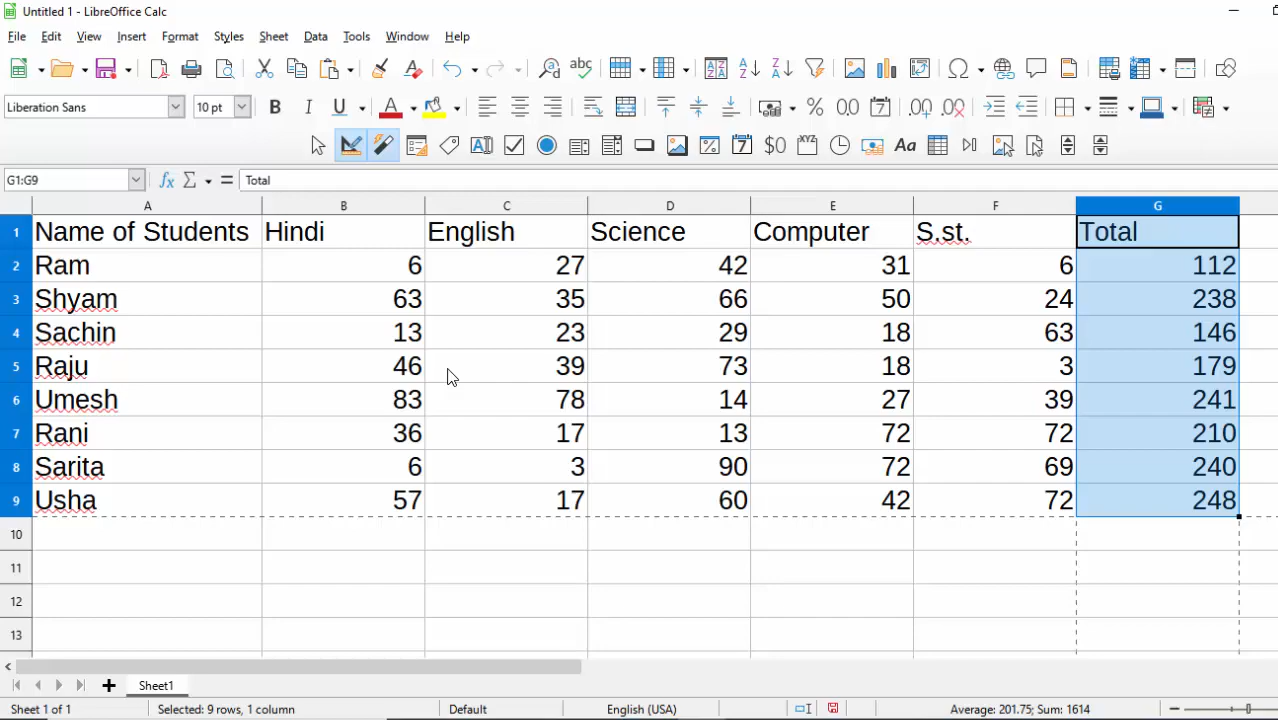 Untitled 1 - LibreOffice Calc
File Edit View Insert Format Styles Sheet Data Tools Window Help
Liberation Sans 10 pt
G1:G9 Total
A B C D E F G
1 Name of Students Hindi English Science Computer S.st. Total
2 Ram 6 27 42 31 6 112
3 Shyam 63 35 66 50 24 238
4 Sachin 13 23 29 18 63 146
5 Raju 46 39 73 18 3 179
6 Umesh 83 78 14 27 39 241
7 Rani 36 17 13 72 72 210
8 Sarita 6 3 90 72 69 240
9 Usha 57 17 60 42 72 248
10
11
12
13
Sheet1
Sheet 1 of 1 Selected: 9 rows, 1 column Default English (USA) Average: 201.75; Sum: 1614